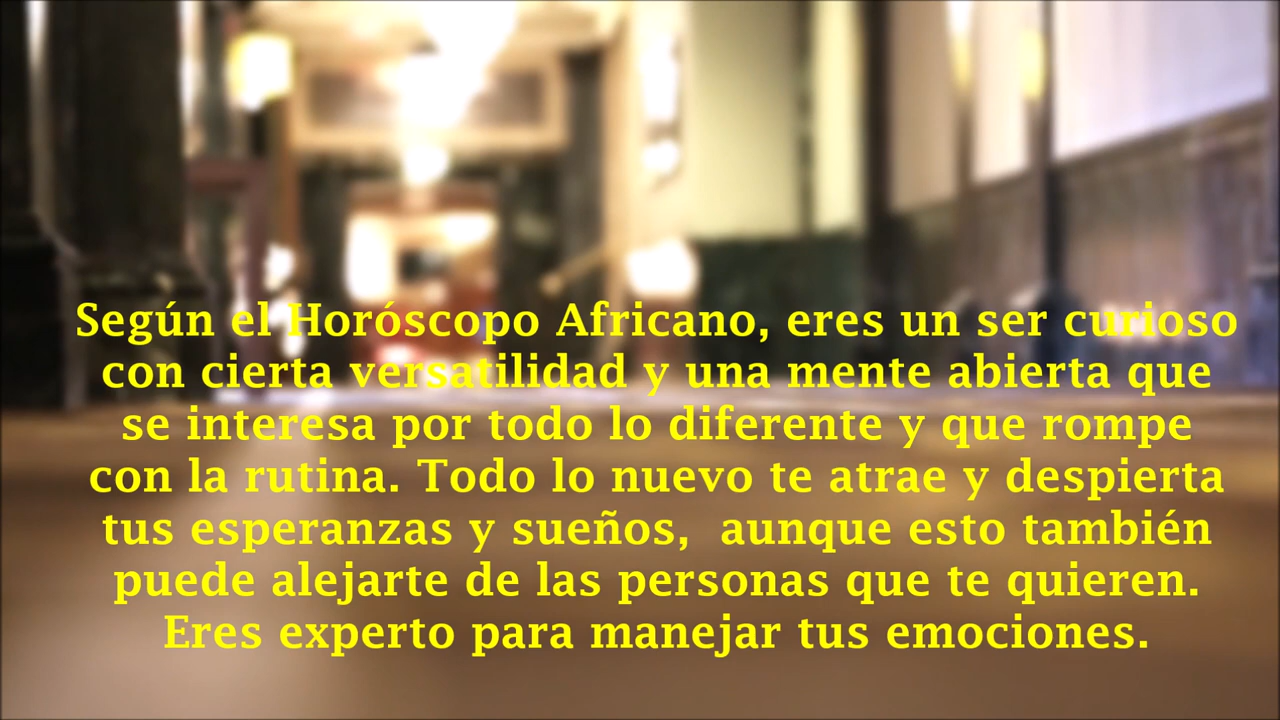 Según el Horóscopo Africano, eres un ser curioso
con cierta versatilidad y una mente abierta que
se interesa por todo lo diferente y que rompe
con la rutina. Todo lo nuevo te atrae y despierta
tus esperanzas y sueños,  aunque esto también
puede alejarte de las personas que te quieren.
Eres experto para manejar tus emociones.